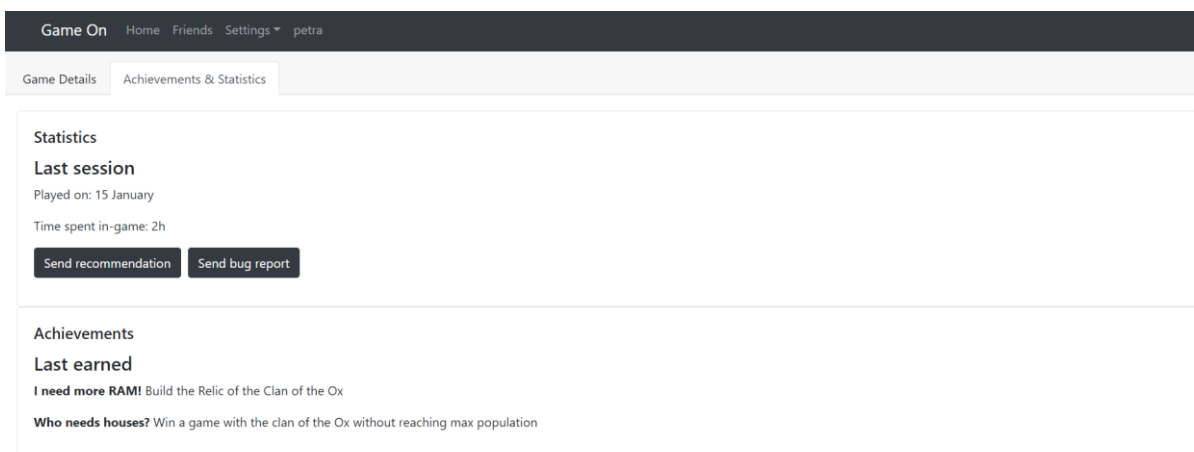 Game On Home Friends Settings petra
Game Details Achievements & Statistics
Statistics
Last session
Played on: 15 January
Time spent in-game: 2h
Send recommendation Send bug report
Achievements
Last earned
I need more RAM! Build the Relic of the Clan of the Ox
Who needs houses? Win a game with the clan of the Ox without reaching max population